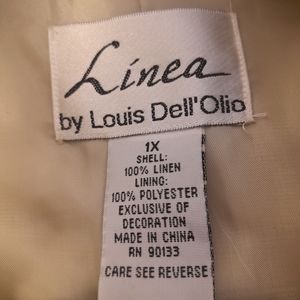 Linea
by Louis Dell'Olio
1X
SHELL:
100% LINEN
LINING:
100% POLYESTER
EXCLUSIVE OF
DECORATION
MADE IN CHINA
RN 90133
CARE SEE REVERSE